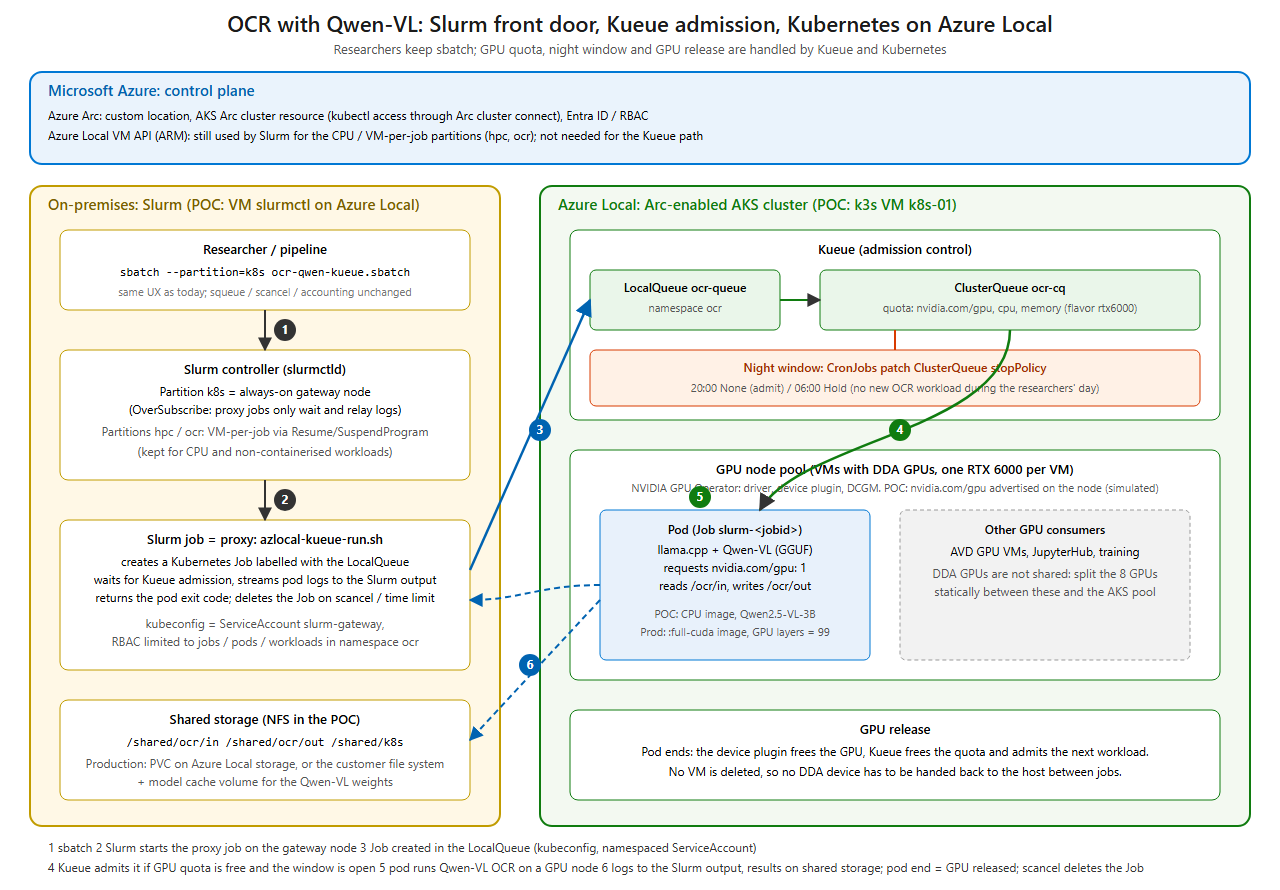 OCR with Qwen-VL: Slurm front door, Kueue admission, Kubernetes on Azure Local
Researchers keep sbatch; GPU quota, night window and GPU release are handled by Kueue and Kubernetes
Microsoft Azure: control plane
Azure Arc: custom location, AKS Arc cluster resource (kubectl access through Arc cluster connect), Entra ID / RBAC
Azure Local VM API (ARM): still used by Slurm for the CPU / VM-per-job partitions (hpc, ocr); not needed for the Kueue path
On-premises: Slurm (POC: VM slurmctl on Azure Local)
Researcher / pipeline
sbatch --partition=k8s ocr-qwen-kueue.sbatch
same UX as today; squeue / scancel / accounting unchanged
1
Slurm controller (slurmctld)
Partition k8s = always-on gateway node
(OverSubscribe: proxy jobs only wait and relay logs)
Partitions hpc / ocr: VM-per-job via Resume/SuspendProgram
(kept for CPU and non-containerised workloads)
2
Slurm job = proxy: azlocal-kueue-run.sh
creates a Kubernetes Job labelled with the LocalQueue
waits for Kueue admission, streams pod logs to the Slurm output
returns the pod exit code; deletes the Job on scancel / time limit
kubeconfig = ServiceAccount slurm-gateway,
RBAC limited to jobs / pods / workloads in namespace ocr
Shared storage (NFS in the POC)
/shared/ocr/in /shared/ocr/out /shared/k8s
Production: PVC on Azure Local storage, or the customer file system
+ model cache volume for the Qwen-VL weights
3
6
Azure Local: Arc-enabled AKS cluster (POC: k3s VM k8s-01)
Kueue (admission control)
LocalQueue ocr-queue
namespace ocr
ClusterQueue ocr-cq
quota: nvidia.com/gpu, cpu, memory (flavor rtx6000)
Night window: CronJobs patch ClusterQueue stopPolicy
20:00 None (admit) / 06:00 Hold (no new OCR workload during the researchers' day)
4
GPU node pool (VMs with DDA GPUs, one RTX 6000 per VM)
NVIDIA GPU Operator: driver, device plugin, DCGM. POC: nvidia.com/gpu advertised on the node (simulated)
5
Pod (Job slurm-<jobid>)
llama.cpp + Qwen-VL (GGUF)
requests nvidia.com/gpu: 1
reads /ocr/in, writes /ocr/out
POC: CPU image, Qwen2.5-VL-3B
Prod: :full-cuda image, GPU layers = 99
Other GPU consumers
AVD GPU VMs, JupyterHub, training
DDA GPUs are not shared: split the 8 GPUs
statically between these and the AKS pool
GPU release
Pod ends: the device plugin frees the GPU, Kueue frees the quota and admits the next workload.
No VM is deleted, so no DDA device has to be handed back to the host between jobs.
1 sbatch 2 Slurm starts the proxy job on the gateway node 3 Job created in the LocalQueue (kubeconfig, namespaced ServiceAccount)
4 Kueue admits it if GPU quota is free and the window is open 5 pod runs Qwen-VL OCR on a GPU node 6 logs to the Slurm output, results on shared storage; pod end = GPU released; scancel deletes the Job